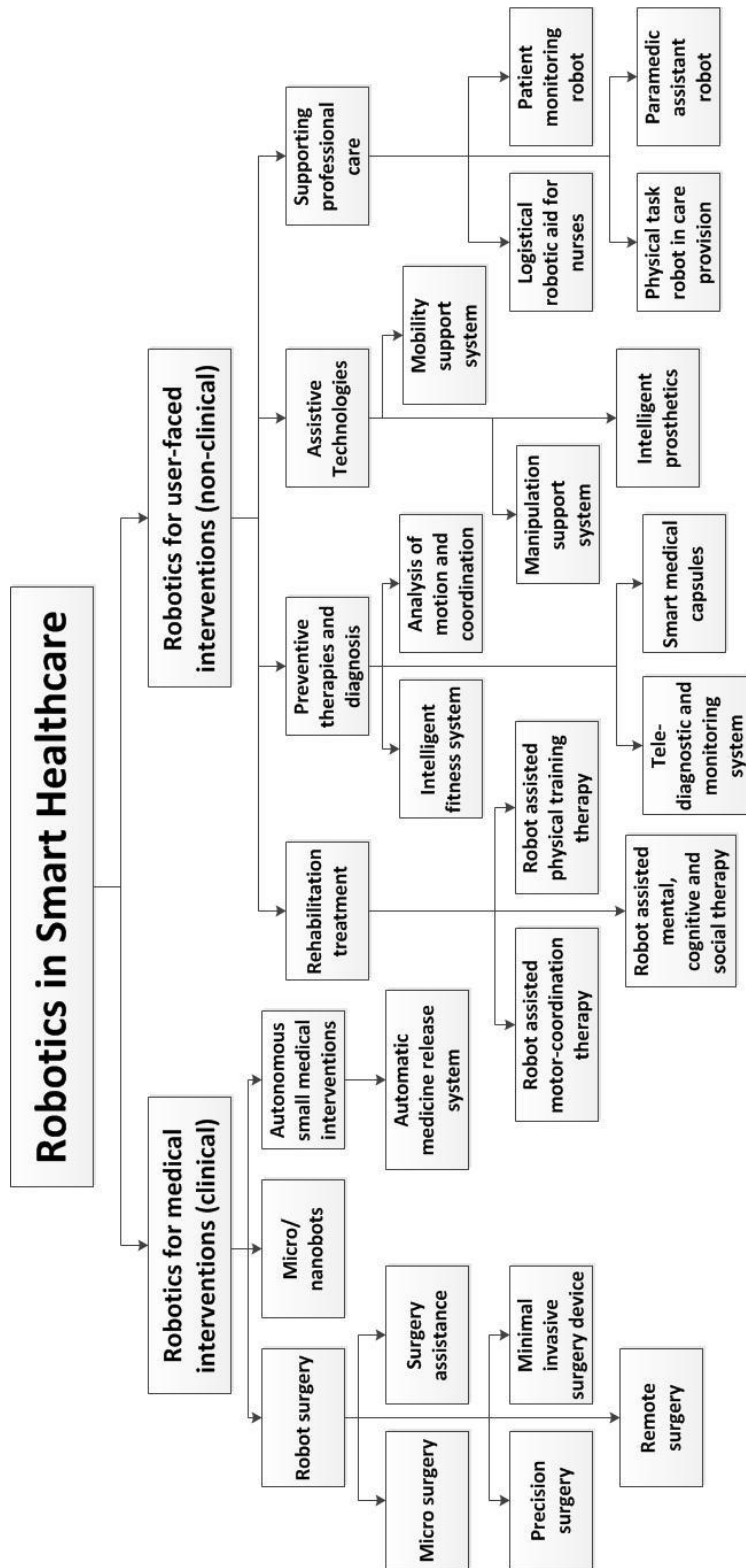 Robotics in Smart Healthcare
Robotics for medical
interventions (clinical)
Robotics for user-faced
interventions (non-clinical)
Robot surgery
Micro/
nanobots
Autonomous
small medical
interventions
Rehabilitation
treatment
Preventive
therapies and
diagnosis
Assistive
Technologies
Supporting
professional
care
Micro surgery
Surgery
assistance
Automatic
medicine release
system
Intelligent
fitness system
Analysis of
motion and
coordination
Mobility
support
system
Precision
surgery
Minimal
invasive
surgery device
Robot assisted
motor-coordination
therapy
Robot assisted
physical training
therapy
Manipulation
support
system
Logistical
robotic aid for
nurses
Patient
monitoring
robot
Remote
surgery
Robot assisted
mental,
cognitive and
social therapy
Tele-
diagnostic and
monitoring
system
Smart medical
capsules
Intelligent
prosthetics
Physical task
robot in care
provision
Paramedic
assistant
robot